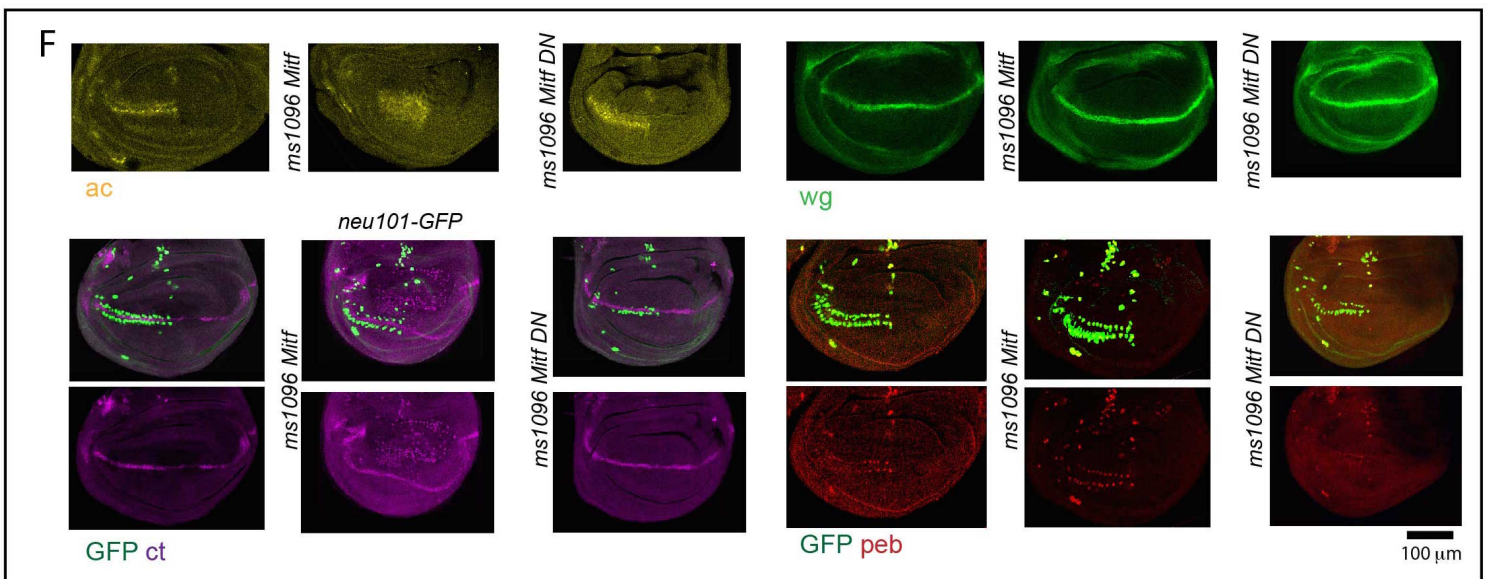 F
ms1096 Mitf
ms1096 Mitf DN
ms1096 Mitf
ms1096 Mitf DN
ac
wg
neu101-GFP
ms1096 Mitf
ms1096 Mitf DN
ms1096 Mitf
ms1096 Mitf DN
GFP ct
GFP peb
100 µm